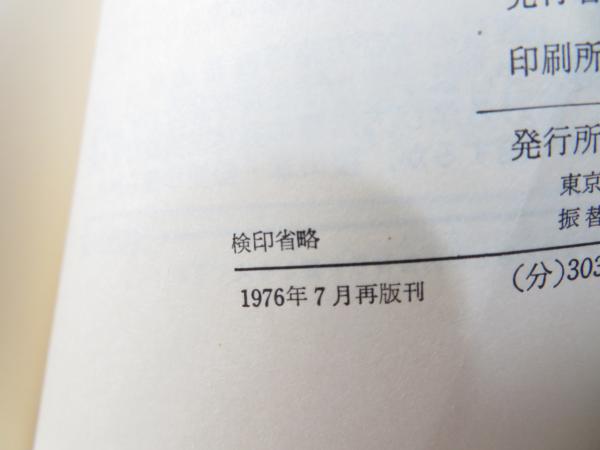 印刷所
発行所
東京
振替
検印省略
1976年7月再版刊
(分)303